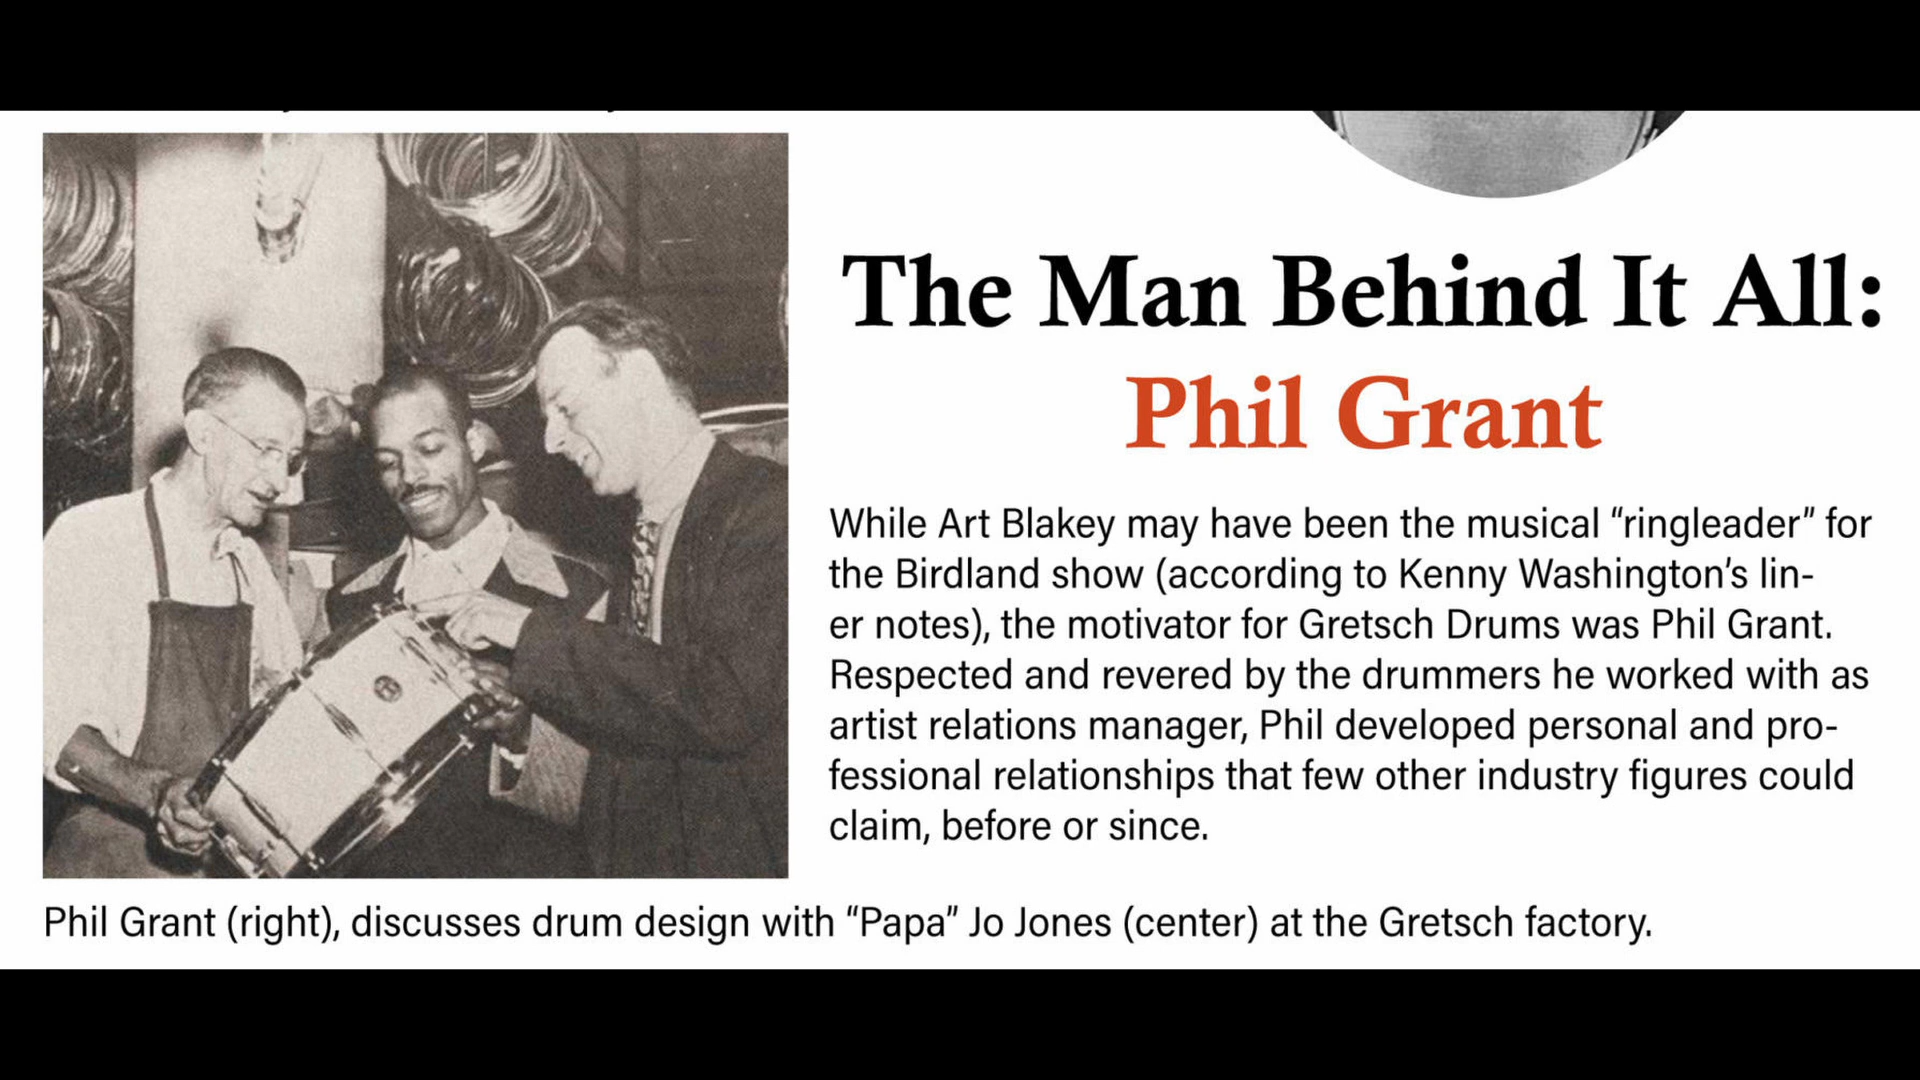 The Man Behind It All:
Phil Grant
While Art Blakey may have been the musical “ringleader” for
the Birdland show (according to Kenny Washington’s lin-
er notes), the motivator for Gretsch Drums was Phil Grant.
Respected and revered by the drummers he worked with as
artist relations manager, Phil developed personal and pro-
fessional relationships that few other industry figures could
claim, before or since.
Phil Grant (right), discusses drum design with “Papa” Jo Jones (center) at the Gretsch factory.